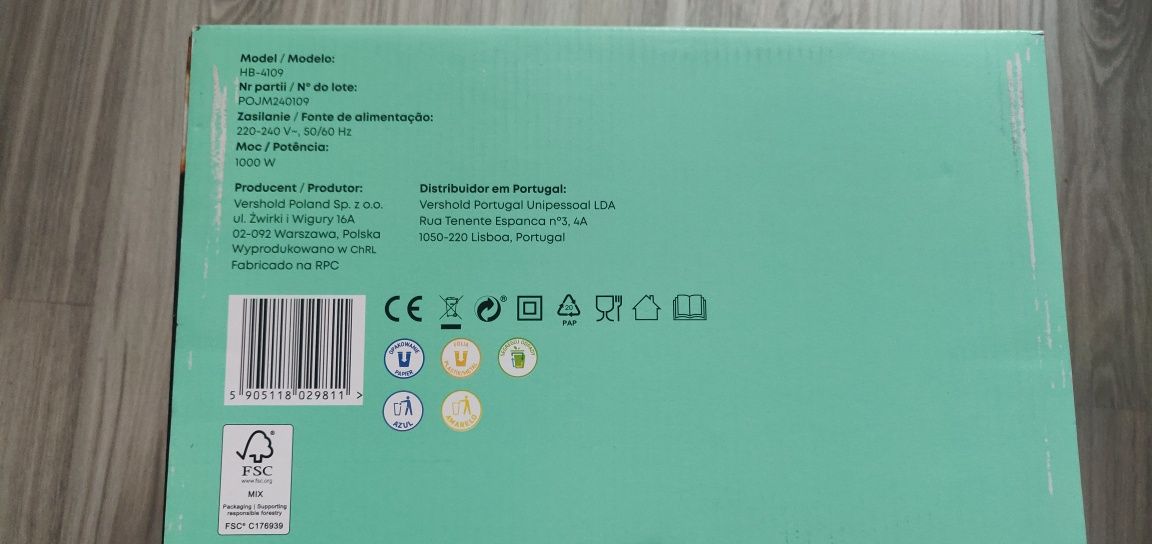 Model / Modelo:
HB-4109
Nr partii / Nº do lote:
POJM240109
Zasilanie / Fonte de alimentação:
220-240 V~, 50/60 Hz
Moc / Potência:
1000 W
Producent / Produtor:
Vershold Poland Sp. z o.o.
ul. Żwirki i Wigury 16A
02-092 Warszawa, Polska
Wyprodukowano w ChRL
Fabricado na RPC
Distribuidor em Portugal:
Vershold Portugal Unipessoal LDA
Rua Tenente Espanca nº3, 4A
1050-220 Lisboa, Portugal
CE
20
PAP
OPAKOWANIE
PAPIER
FOLIA
PLASTIK/METAL
SEGREGUJ ODPADY
AZUL
AMARELO
5 905118 029811 >
FSC
www.fsc.org
MIX
Packaging | Supporting
responsible forestry
FSC® C176939